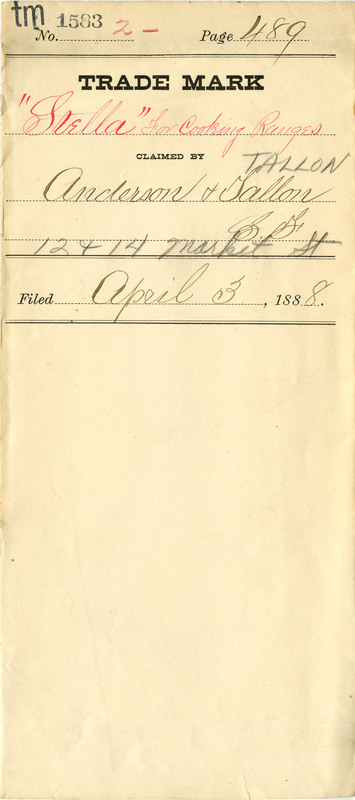 tm 1583 2-
No. Page 489
TRADE MARK
"Stella" For Cooking Ranges
CLAIMED BY
TALLON
Anderson & Tallon
S. F.
12 & 14 Market St
Filed April 3, 1888.